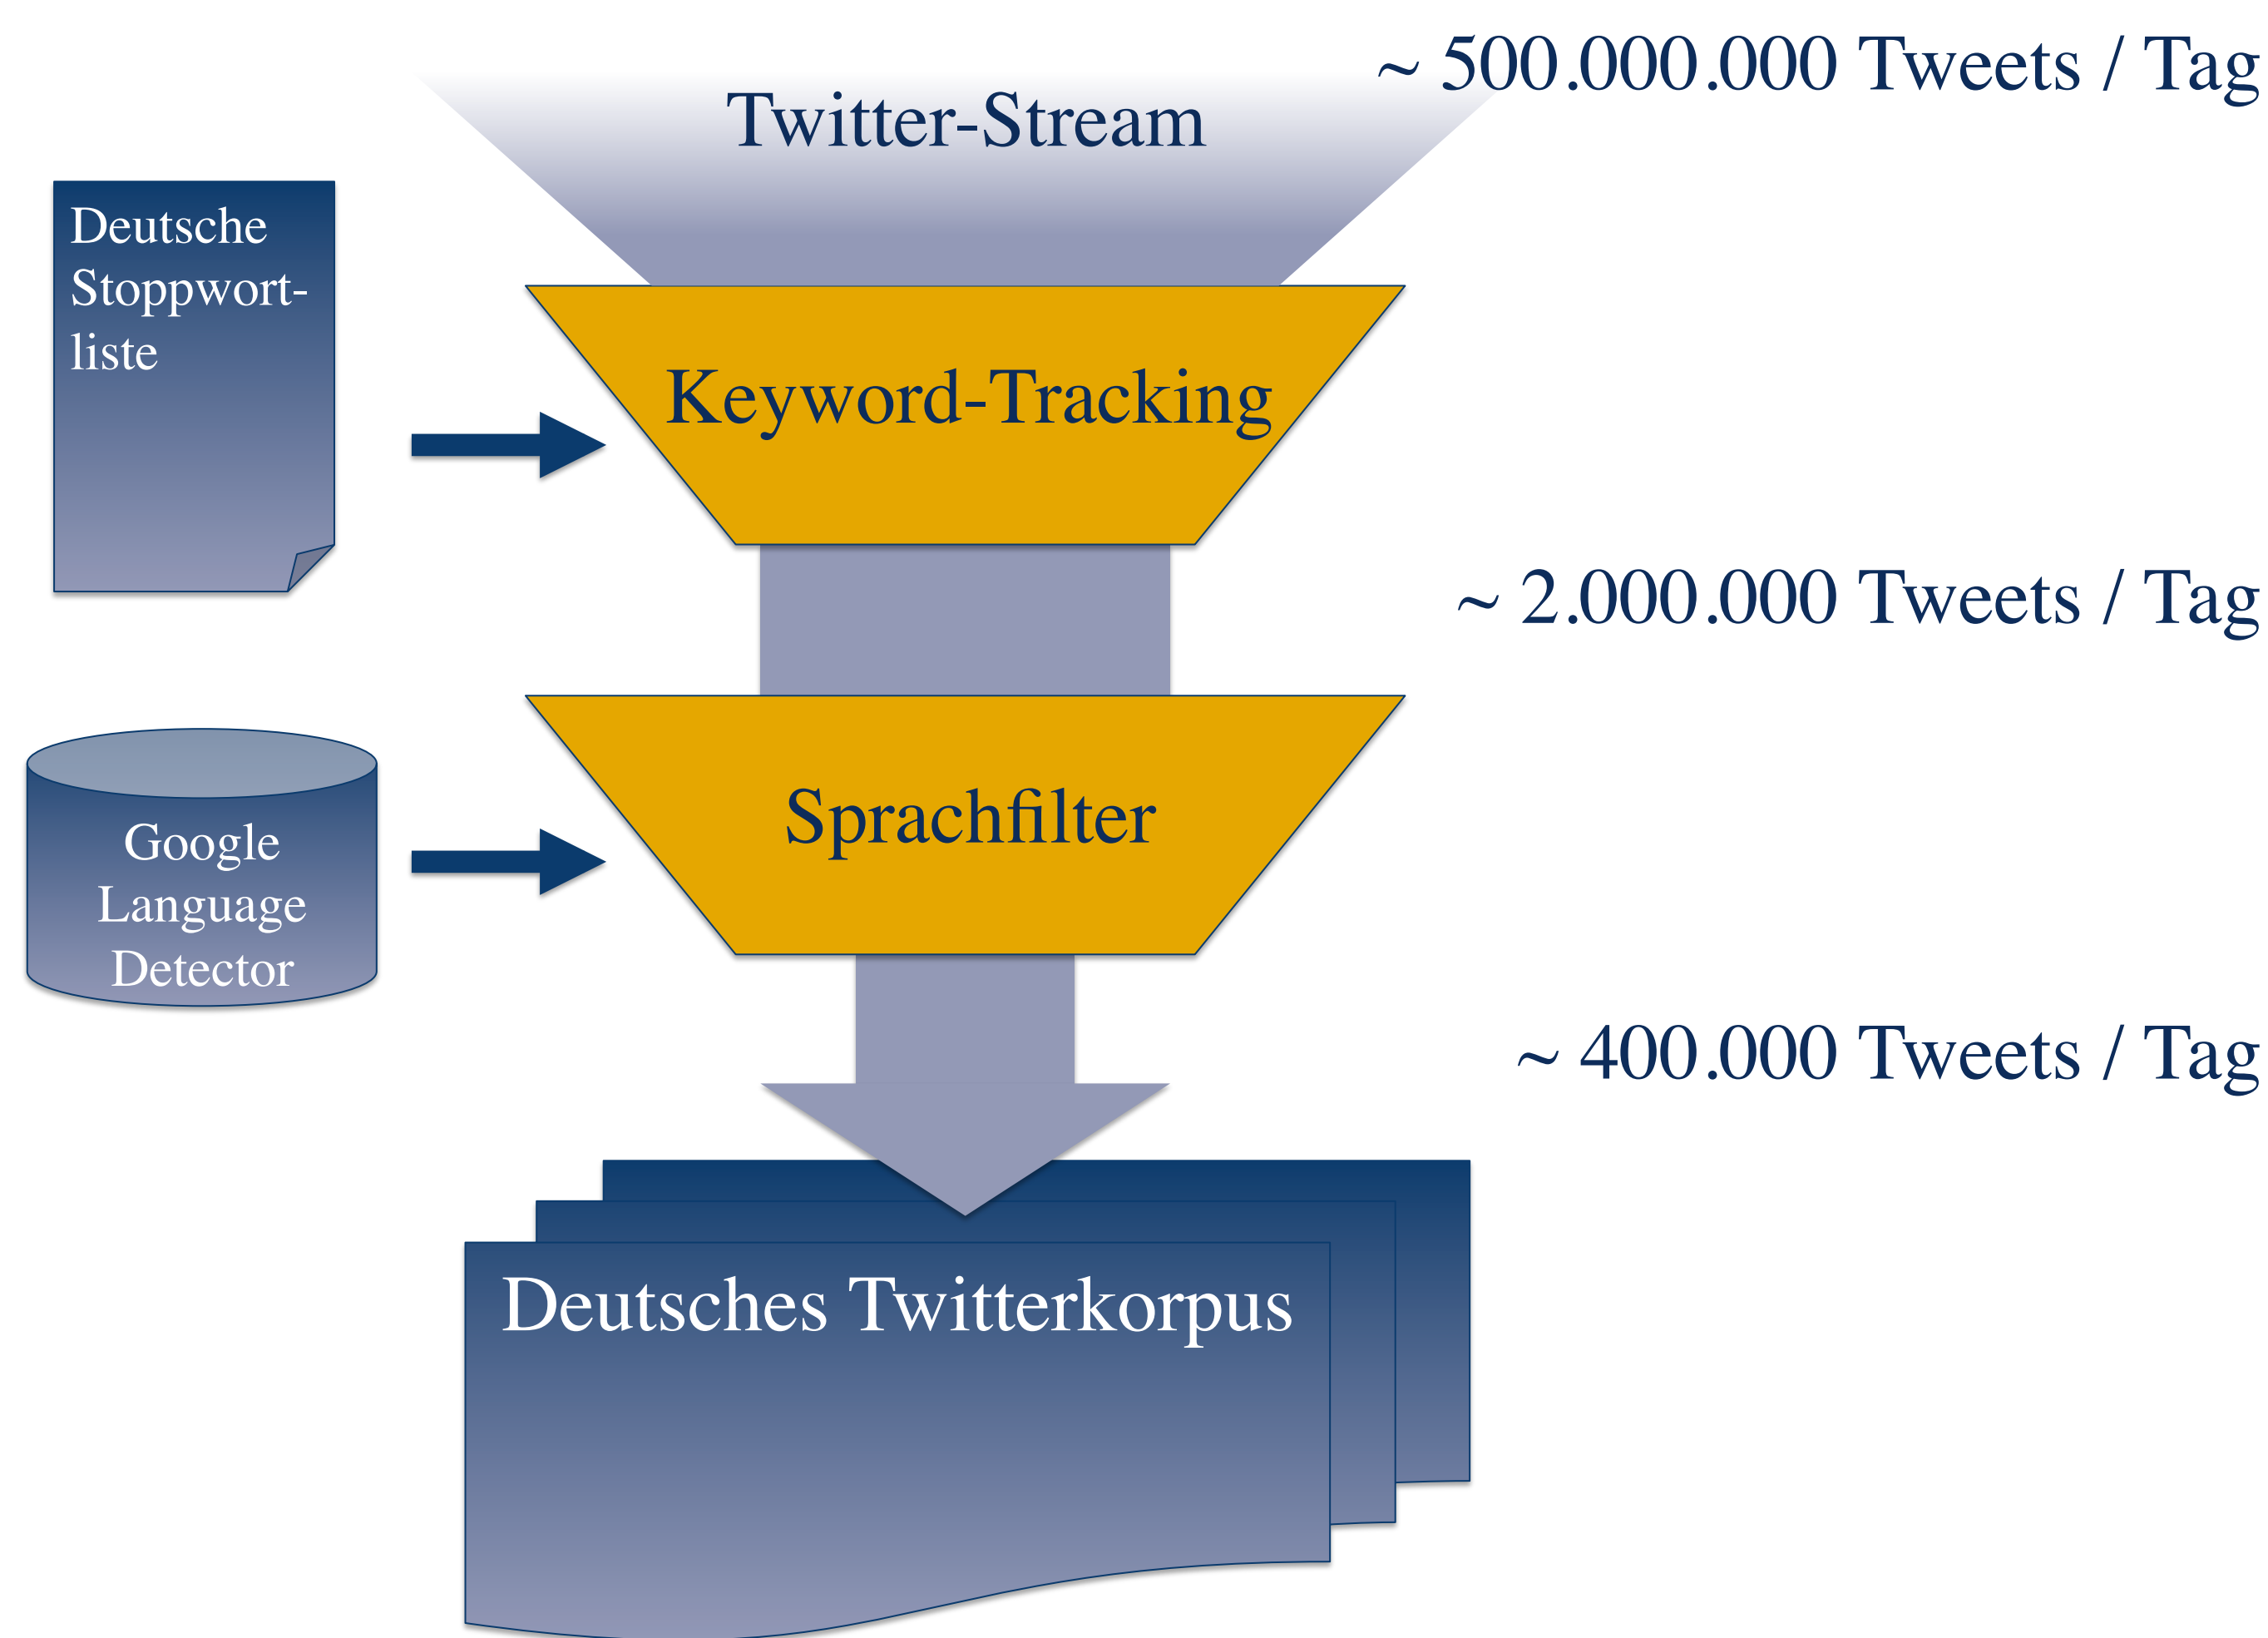 ~ 500.000.000 Tweets / Tag
Twitter-Stream
Deutsche
Stoppwort-
liste
Keyword-Tracking
~ 2.000.000 Tweets / Tag
Sprachfilter
Google
Language
Detector
~ 400.000 Tweets / Tag
Deutsches Twitterkorpus